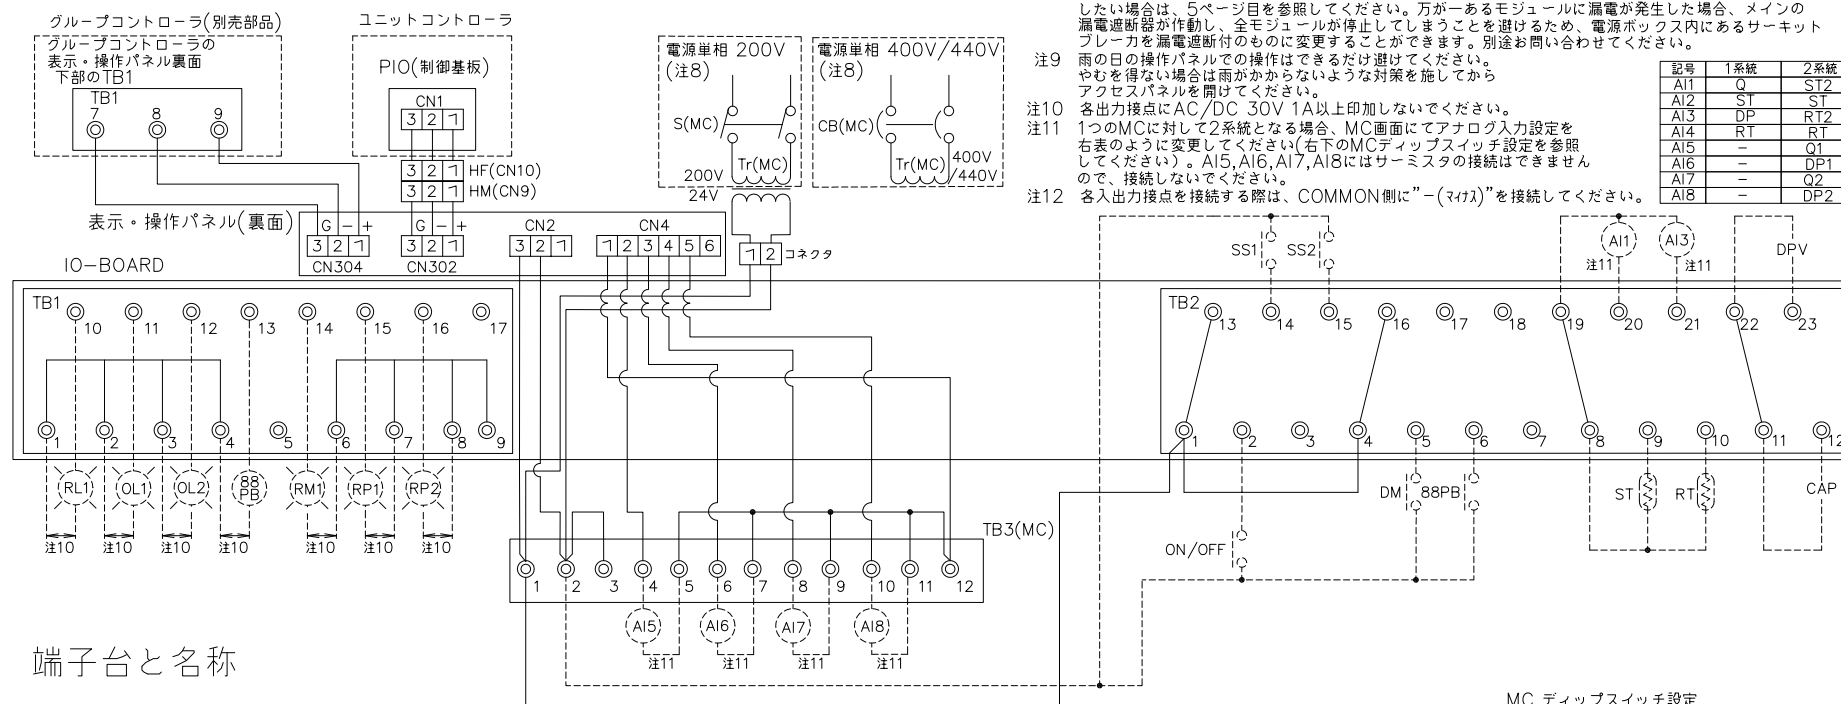 したい場合は、5ページ目を参照してください。万が一あるモジュールに漏電が発生した場合、メインの
漏電遮断器が作動し、全モジュールが停止してしまうことを避けるため、電源ボックス内にあるサーキット
ブレーカを漏電遮断付のものに変更することができます。別途お問い合わせてください。
注9 雨の日の操作パネルでの操作はできるだけ避けてください。
やむを得ない場合は雨がかからないような対策を施してから
アクセスパネルを開けてください。
注10 各出力接点にAC/DC 30V 1A以上印加しないでください。
注11 1つのMCに対して2系統となる場合、MC画面にてアナログ入力設定を
右表のように変更してください(右下のMCディップスイッチ設定を参照
してください)。AI5,AI6,AI7,AI8にはサーミスタの接続はできません
ので、接続しないでください。
注12 各入出力接点を接続する際は、COMMON側に"-(マイナス)"を接続してください。
記号 1系統 2系統
AI1 Q ST2
AI2 ST ST
AI3 DP RT2
AI4 RT RT
AI5 - Q1
AI6 - DP1
AI7 - Q2
AI8 - DP2
グループコントローラ(別売部品)
グループコントローラの
表示・操作パネル裏面
下部のTB1
TB1
7 8 9
ユニットコントローラ
PIO(制御基板)
CN1
3 2 1
3 2 1 HF(CN10)
3 2 1 HM(CN9)
電源単相 200V
(注8)
S(MC)
Tr(MC)
200V
24V
電源単相 400V/440V
(注8)
CB(MC)
Tr(MC)
400V
/440V
表示・操作パネル(裏面)
G - +
3 2 1
CN304
G - +
3 2 1
CN302
CN2
3 2 1
CN4
1 2 3 4 5 6
1 2 コネクタ
IO-BOARD
TB1
10 11 12 13 14 15 16 17
1 2 3 4 5 6 7 8 9
RL1 OL1 OL2 88 PB RM1 RP1 RP2
注10 注10 注10 注10 注10 注10 注10
TB3(MC)
1 2 3 4 5 6 7 8 9 10 11 12
AI5 AI6 AI7 AI8
注11 注11 注11 注11
SS1 SS2 AI1 AI3 DPV
注11 注11
TB2
13 14 15 16 17 18 19 20 21 22 23
1 2 3 4 5 6 7 8 9 10 11 12
DM 88PB ST RT CAP
ON/OFF
端子台と名称
MC ディップスイッチ設定